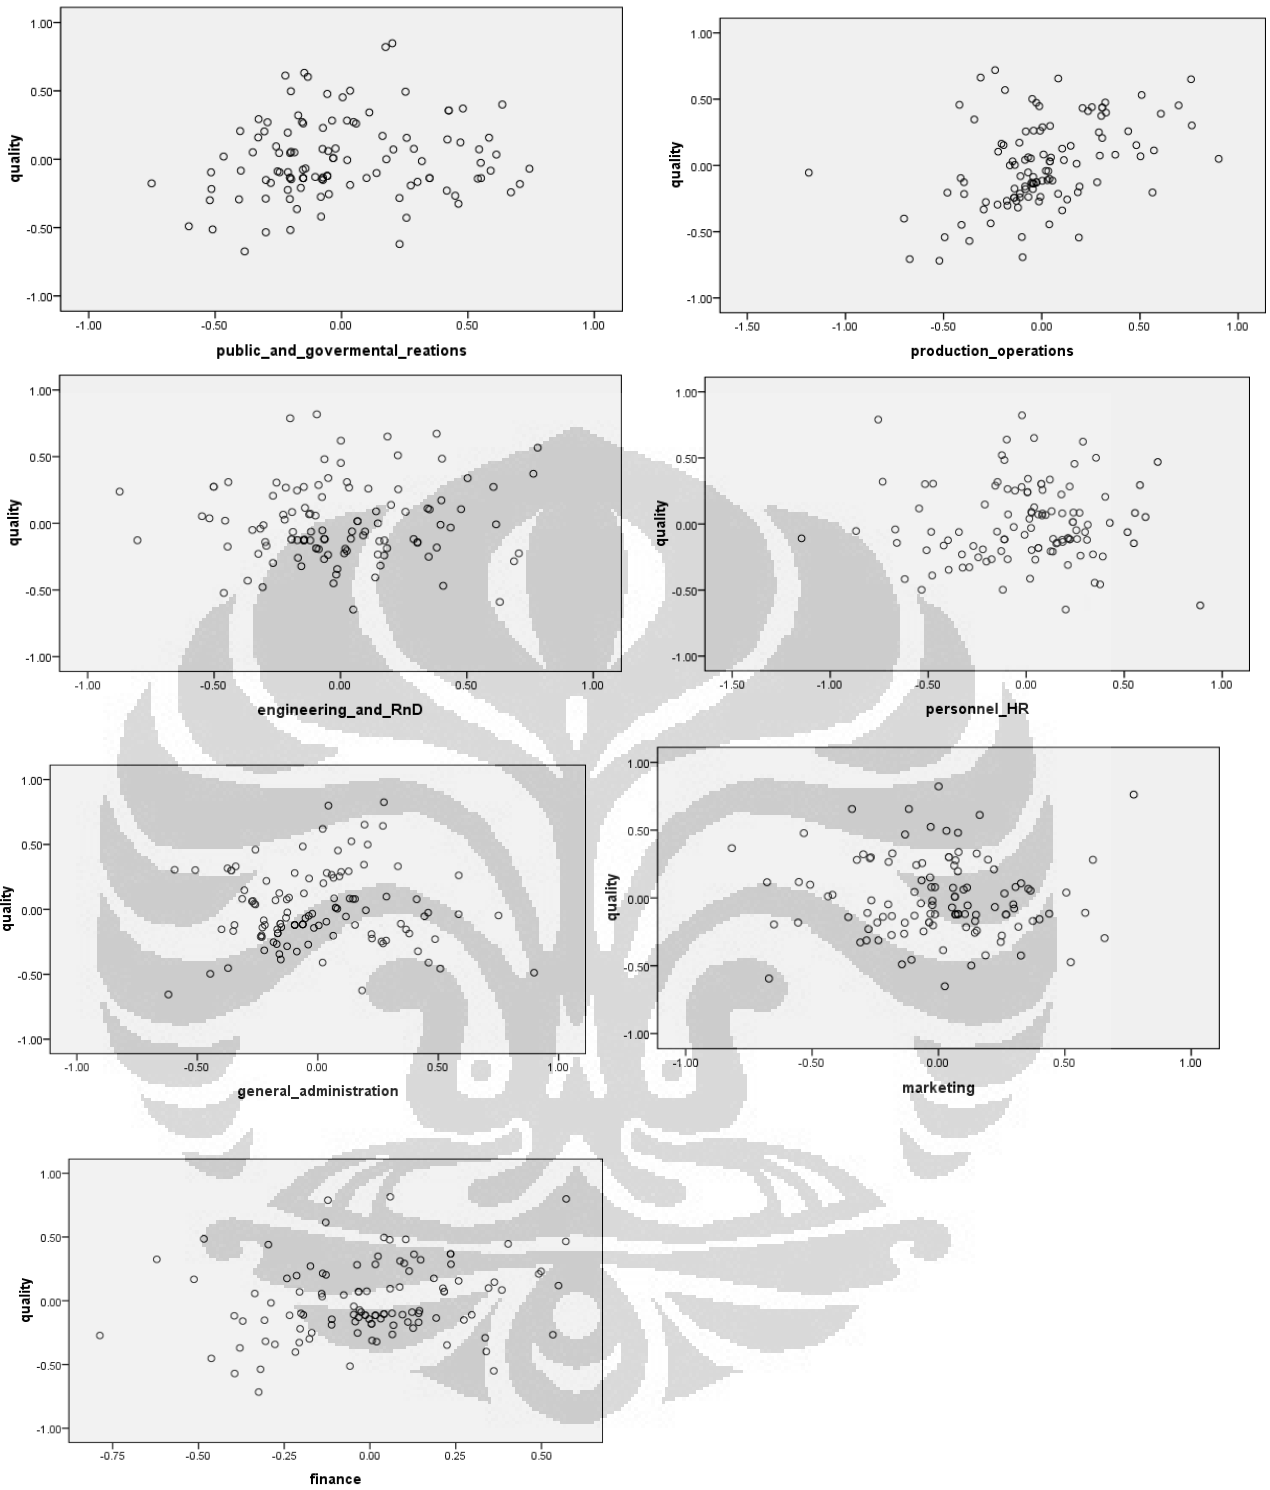 1.00
0.50
0.00
-0.50
-1.00
quality
-1.00 -0.50 0.00 0.50 1.00
public_and_govermental_reations
1.00
0.50
0.00
-0.50
-1.00
quality
-1.50 -1.00 -0.50 0.00 0.50 1.00
production_operations
1.00
0.50
0.00
-0.50
-1.00
quality
-1.00 -0.50 0.00 0.50 1.00
engineering_and_RnD
1.00
0.50
0.00
-0.50
-1.00
quality
-1.50 -1.00 -0.50 0.00 0.50 1.00
personnel_HR
1.00
0.50
0.00
-0.50
-1.00
quality
-1.00 -0.50 0.00 0.50 1.00
general_administration
1.00
0.50
0.00
-0.50
-1.00
quality
-1.00 -0.50 0.00 0.50 1.00
marketing
1.00
0.50
0.00
-0.50
-1.00
quality
-0.75 -0.50 -0.25 0.00 0.25 0.50
finance